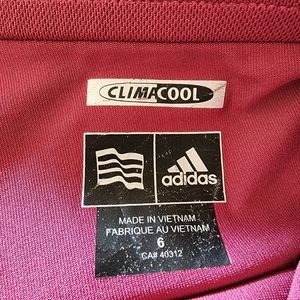 CLIMACOOL
adidas
MADE IN VIETNAM
FABRIQUE AU VIETNAM
6
CA# 40312